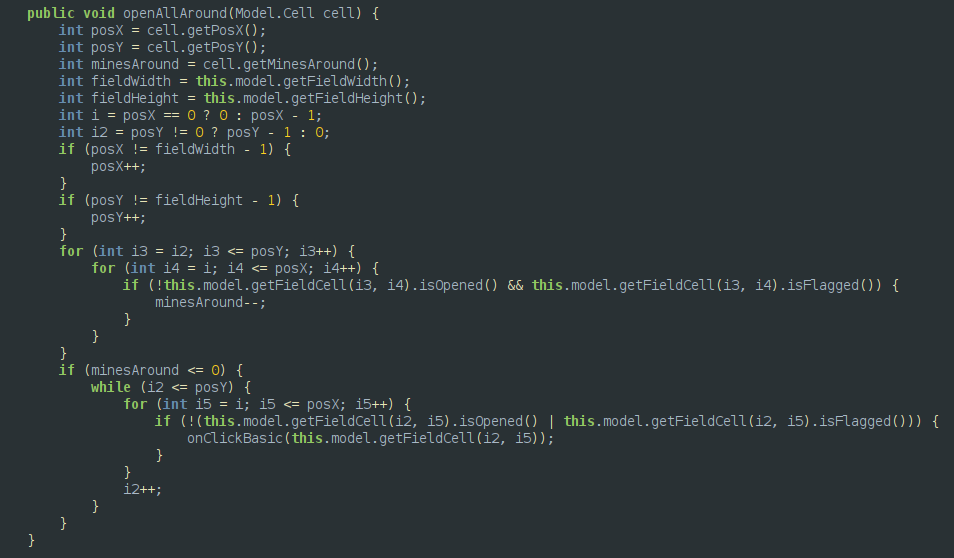 public void openAllAround(Model.Cell cell) {
    int posX = cell.getPosX();
    int posY = cell.getPosY();
    int minesAround = cell.getMinesAround();
    int fieldWidth = this.model.getFieldWidth();
    int fieldHeight = this.model.getFieldHeight();
    int i = posX == 0 ? 0 : posX - 1;
    int i2 = posY != 0 ? posY - 1 : 0;
    if (posX != fieldWidth - 1) {
        posX++;
    }
    if (posY != fieldHeight - 1) {
        posY++;
    }
    for (int i3 = i2; i3 <= posY; i3++) {
        for (int i4 = i; i4 <= posX; i4++) {
            if (!this.model.getFieldCell(i3, i4).isOpened() && this.model.getFieldCell(i3, i4).isFlagged()) {
                minesAround--;
            }
        }
    }
    if (minesAround <= 0) {
        while (i2 <= posY) {
            for (int i5 = i; i5 <= posX; i5++) {
                if (!(this.model.getFieldCell(i2, i5).isOpened() | this.model.getFieldCell(i2, i5).isFlagged())) {
                    onClickBasic(this.model.getFieldCell(i2, i5));
                }
            }
            i2++;
        }
    }
}